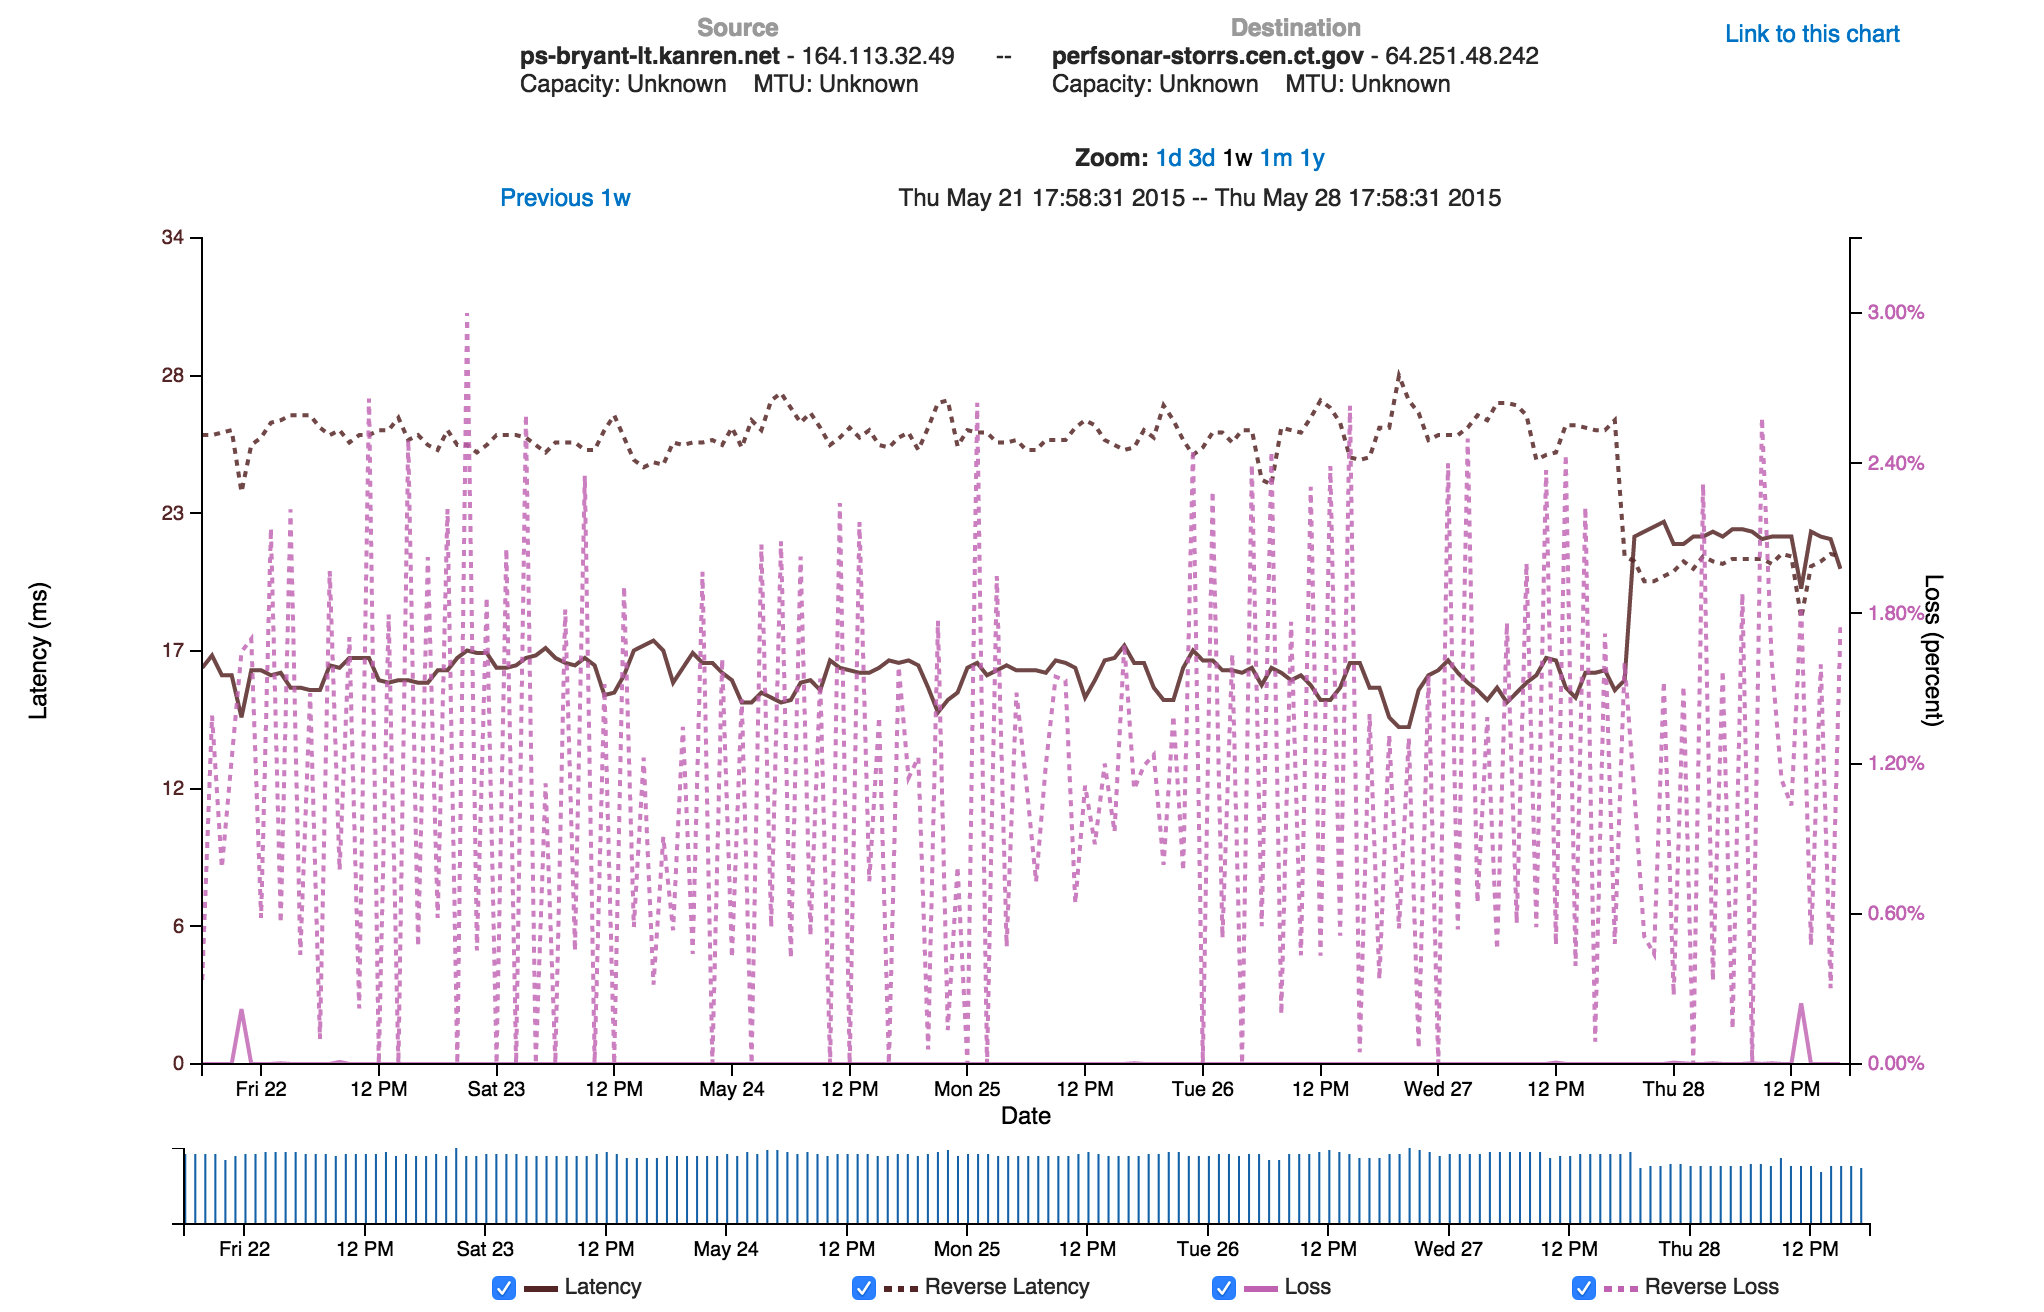 Source
Destination
Link to this chart
ps-bryant-lt.kanren.net - 164.113.32.49 -- perfsonar-storrs.cen.ct.gov - 64.251.48.242
Capacity: Unknown MTU: Unknown
Capacity: Unknown MTU: Unknown
Zoom: 1d 3d 1w 1m 1y
Previous 1w
Thu May 21 17:58:31 2015 -- Thu May 28 17:58:31 2015
Latency (ms)
34
28
23
17
12
6
0
3.00%
2.40%
1.80%
1.20%
0.60%
0.00%
Loss (percent)
Fri 22 12 PM Sat 23 12 PM May 24 12 PM Mon 25 12 PM Tue 26 12 PM Wed 27 12 PM Thu 28 12 PM
Date
Fri 22 12 PM Sat 23 12 PM May 24 12 PM Mon 25 12 PM Tue 26 12 PM Wed 27 12 PM Thu 28 12 PM
Latency Reverse Latency Loss Reverse Loss